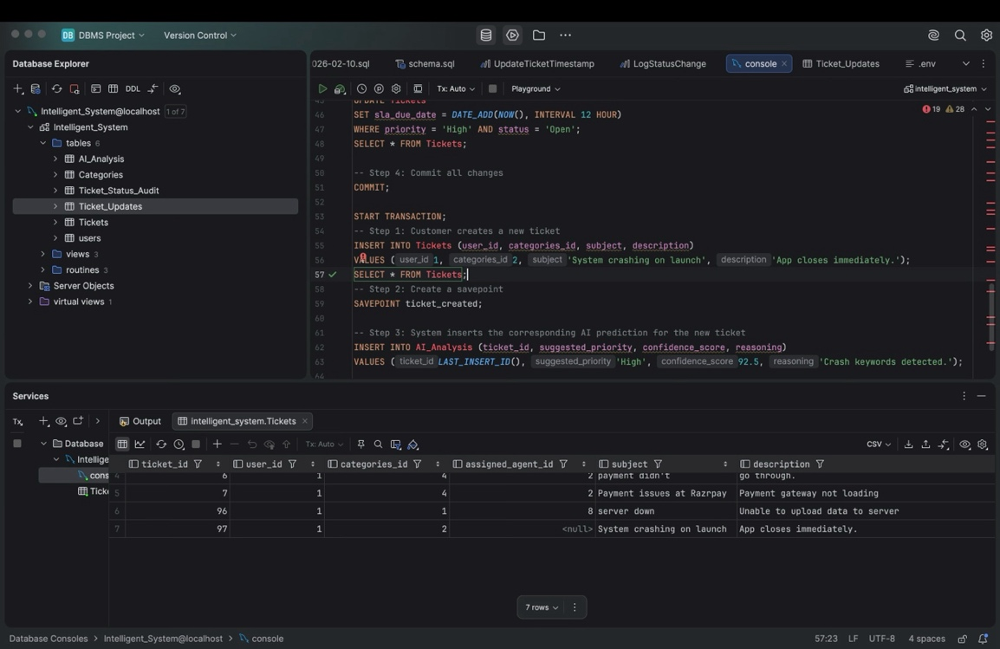 DB DBMS Project Version Control
Database Explorer
DDL
Intelligent_System@localhost 1 of 7
Intelligent_System
tables 6
AI_Analysis
Categories
Ticket_Status_Audit
Ticket_Updates
Tickets
users
views 3
routines 3
Server Objects
virtual views 1
026-02-10.sql schema.sql UpdateTicketTimestamp LogStatusChange console Ticket_Updates .env
Tx: Auto Playground intelligent_system
19 28
45 UPDATE Tickets
46 SET sla_due_date = DATE_ADD(NOW(), INTERVAL 12 HOUR)
47 WHERE priority = 'High' AND status = 'Open';
48 SELECT * FROM Tickets;
49
50 -- Step 4: Commit all changes
51 COMMIT;
52
53 START TRANSACTION;
54 -- Step 1: Customer creates a new ticket
55 INSERT INTO Tickets (user_id, categories_id, subject, description)
56 VALUES ( user_id 1, categories_id 2, subject 'System crashing on launch', description 'App closes immediately.');
57 SELECT * FROM Tickets;
58 -- Step 2: Create a savepoint
59 SAVEPOINT ticket_created;
60
61 -- Step 3: System inserts the corresponding AI prediction for the new ticket
62 INSERT INTO AI_Analysis (ticket_id, suggested_priority, confidence_score, reasoning)
63 VALUES ( ticket_id LAST_INSERT_ID(), suggested_priority 'High', confidence_score 92.5, reasoning 'Crash keywords detected.');
64
Services
Tx
Database
Intellige
cons
Ticke
Output intelligent_system.Tickets
Tx: Auto CSV
ticket_id user_id categories_id assigned_agent_id subject description
4 6 1 4 2 payment didn't go through.
5 7 1 4 2 Payment issues at Razrpay Payment gateway not loading
6 96 1 1 8 server down Unable to upload data to server
7 97 1 2 <null> System crashing on launch App closes immediately.
7 rows
Database Consoles > Intelligent_System@localhost > console 57:23 LF UTF-8 4 spaces